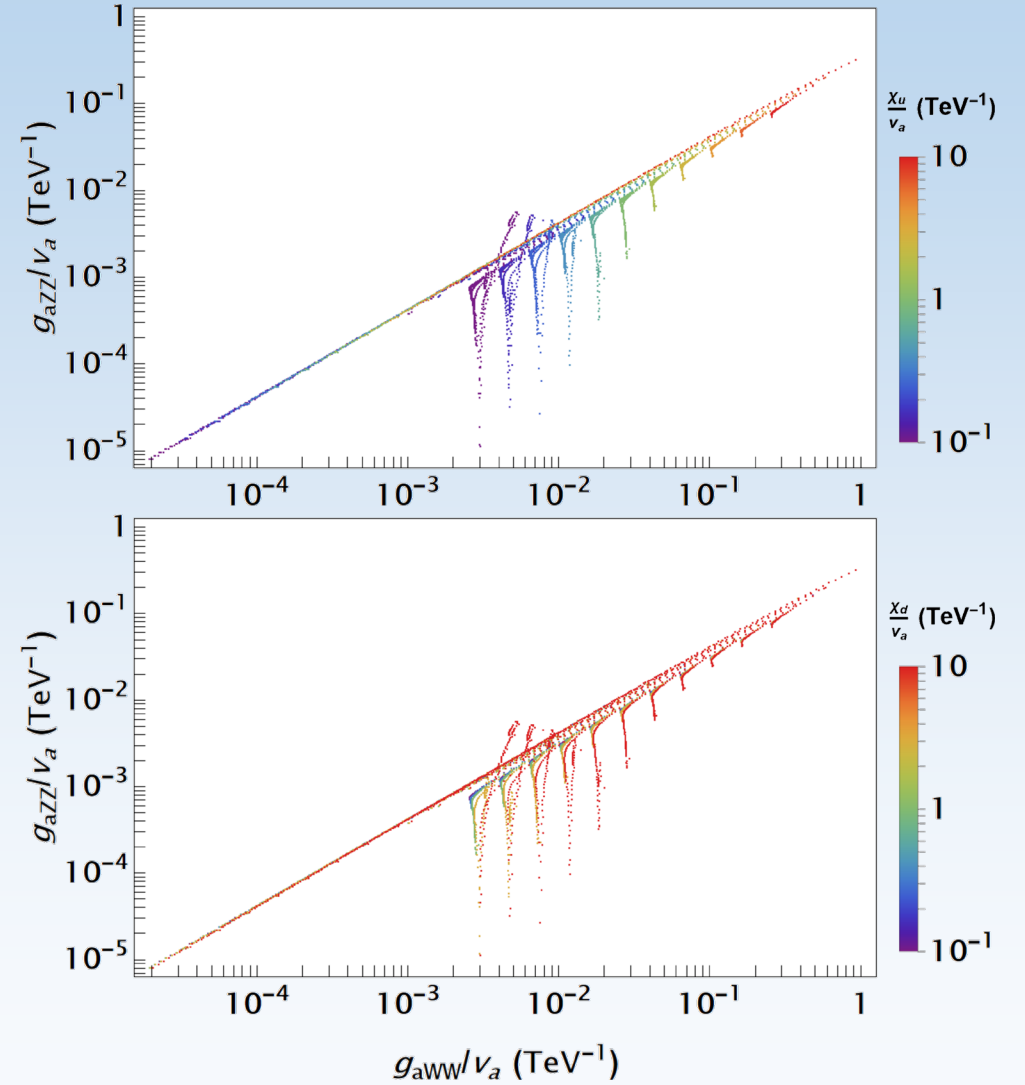 1
10⁻¹
10⁻²
10⁻³
10⁻⁴
10⁻⁵
g_aZZ/v_a (TeV⁻¹)
10⁻⁴ 10⁻³ 10⁻² 10⁻¹ 1
χ_u/v_a (TeV⁻¹)
10
1
10⁻¹
1
10⁻¹
10⁻²
10⁻³
10⁻⁴
10⁻⁵
g_aZZ/v_a (TeV⁻¹)
10⁻⁴ 10⁻³ 10⁻² 10⁻¹ 1
g_aWW/v_a (TeV⁻¹)
χ_d/v_a (TeV⁻¹)
10
1
10⁻¹